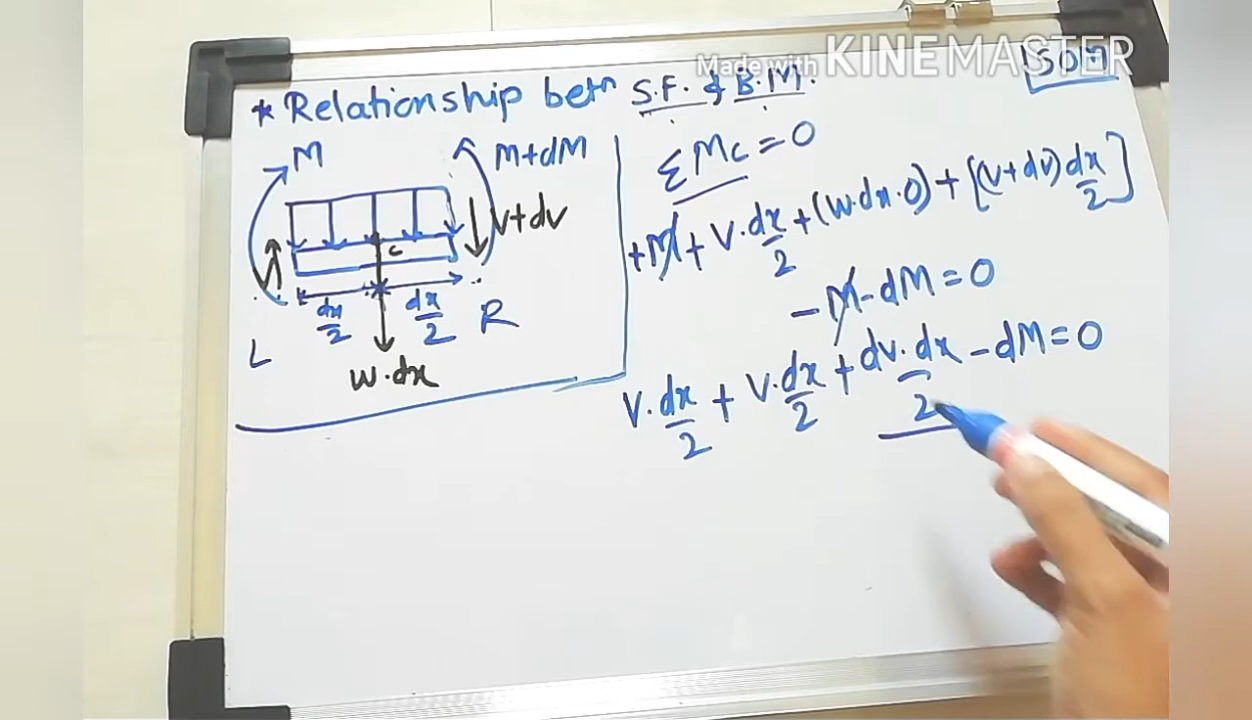 Made with KINEMASTER
* Relationship betn S.F. & B.M.
SOM
M
M+dM
V+dv
V
c
dx/2
dx/2
L
R
w.dx
ΣMc=0
+M+V.dx/2+(w.dx.0)+[(V+dv)dx/2]
-M-dM=0
V.dx/2+V.dx/2+dv.dx/2-dM=0